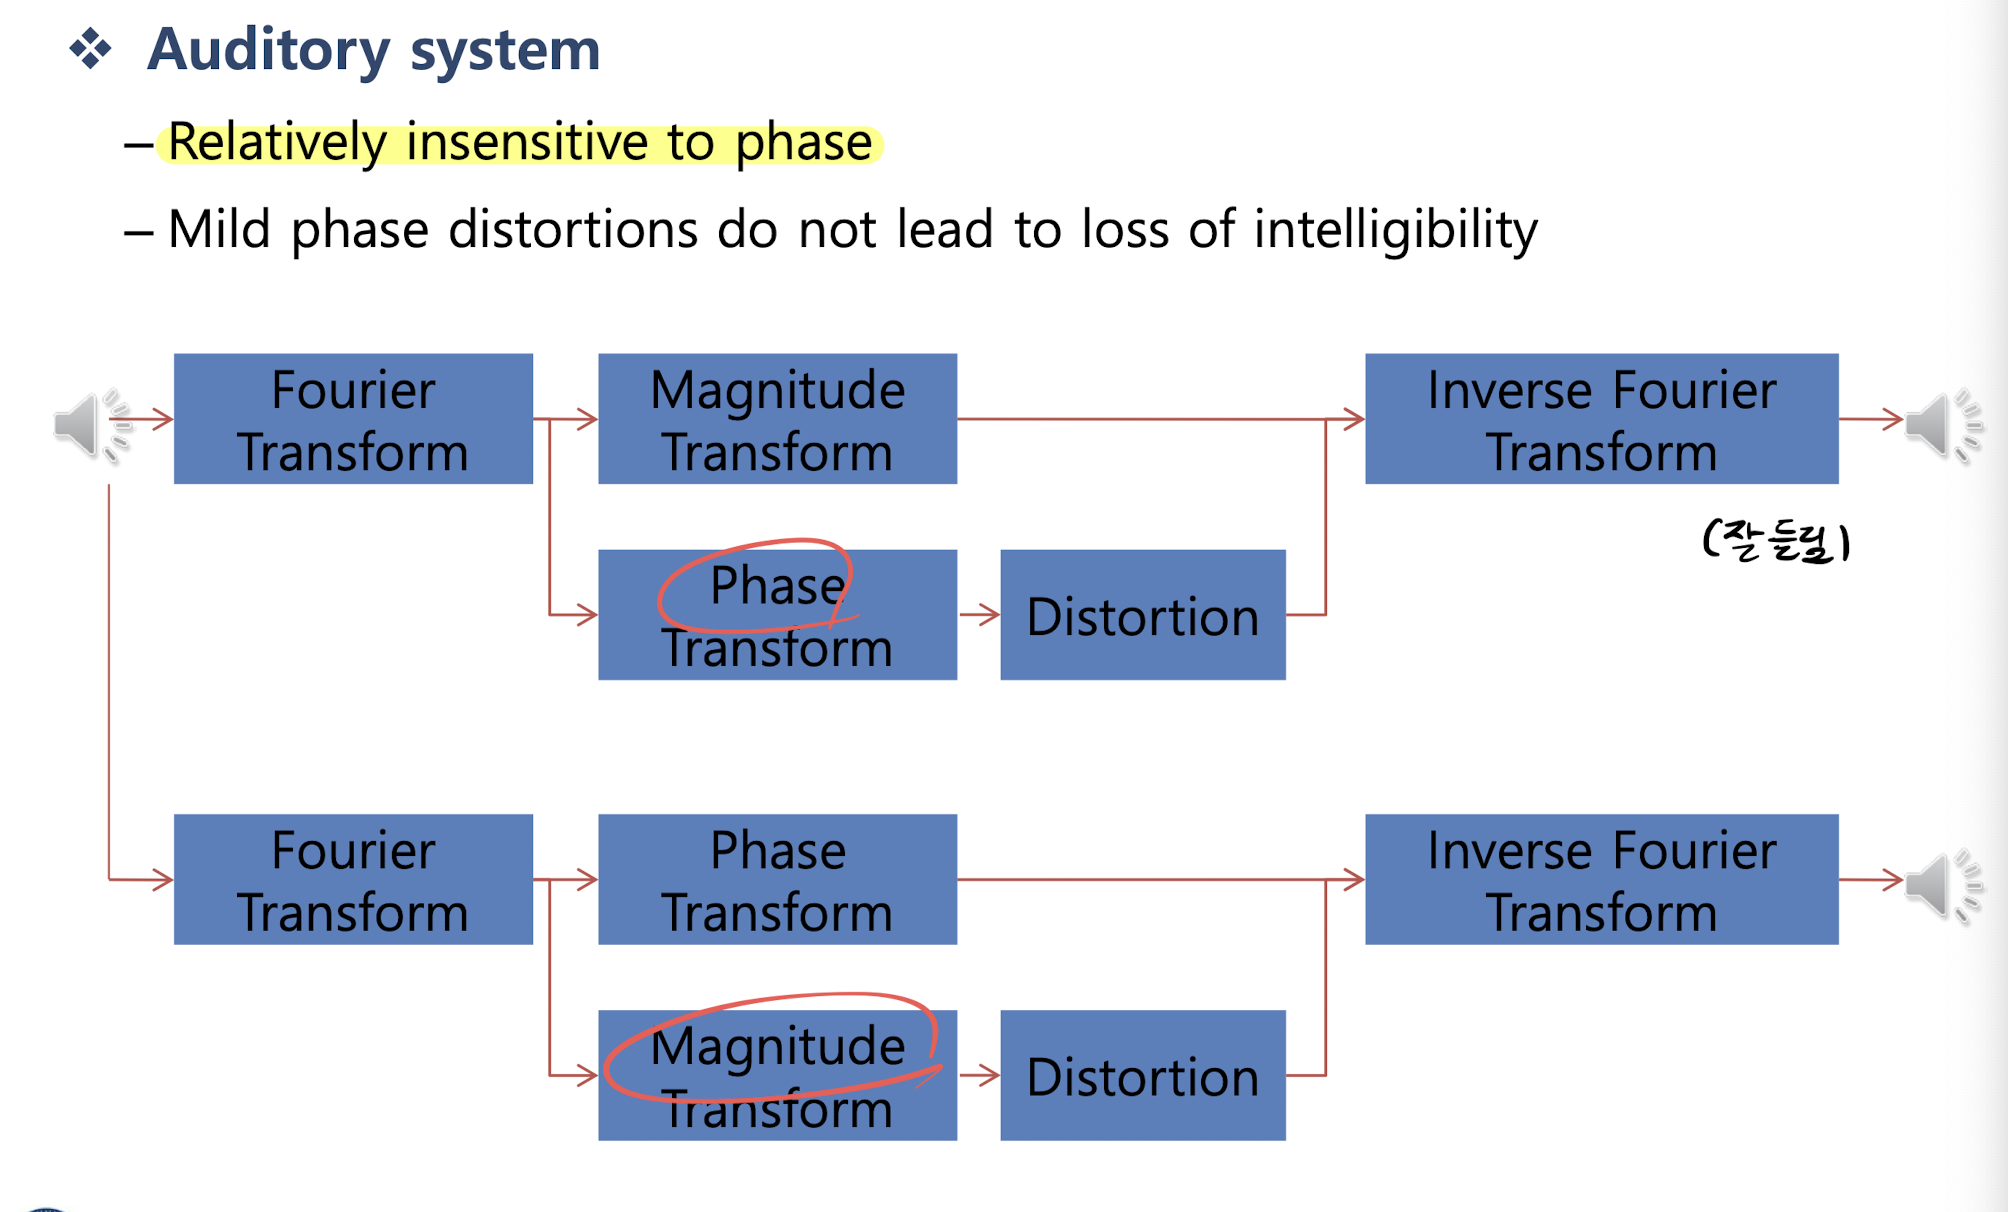 ❖ Auditory system
– Relatively insensitive to phase
– Mild phase distortions do not lead to loss of intelligibility
Fourier
Transform
Magnitude
Transform
Inverse Fourier
Transform
(잘 들림)
Phase
Transform
Distortion
Fourier
Transform
Phase
Transform
Inverse Fourier
Transform
Magnitude
Transform
Distortion